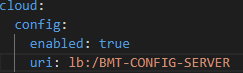 cloud:
config:
enabled: true
uri: lb:/BMT-CONFIG-SERVER